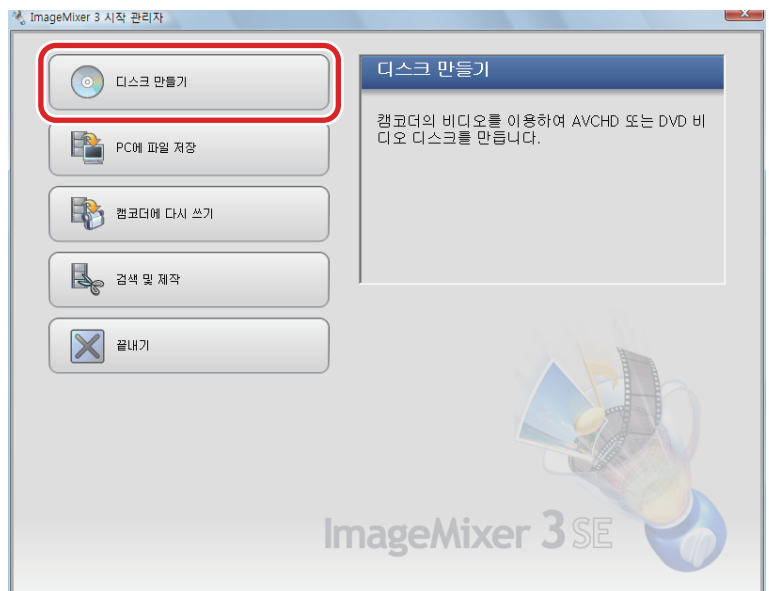 ImageMixer 3 시작 관리자
디스크 만들기
PC에 파일 저장
캠코더에 다시 쓰기
검색 및 제작
끝내기
디스크 만들기
캠코더의 비디오를 이용하여 AVCHD 또는 DVD 비
디오 디스크를 만듭니다.
ImageMixer 3 SE